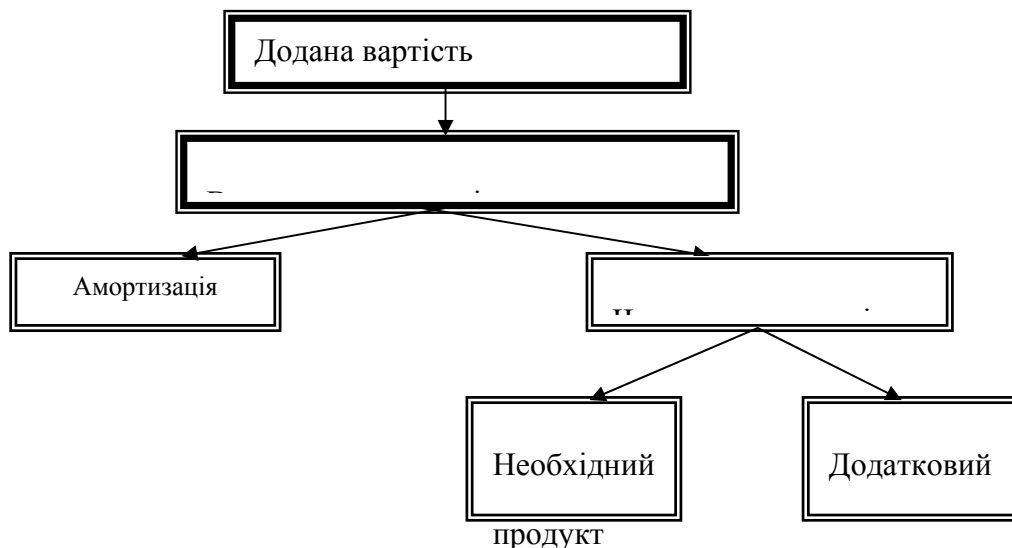 Додана вартість
Амортизація
Необхідний
продукт
Додатковий